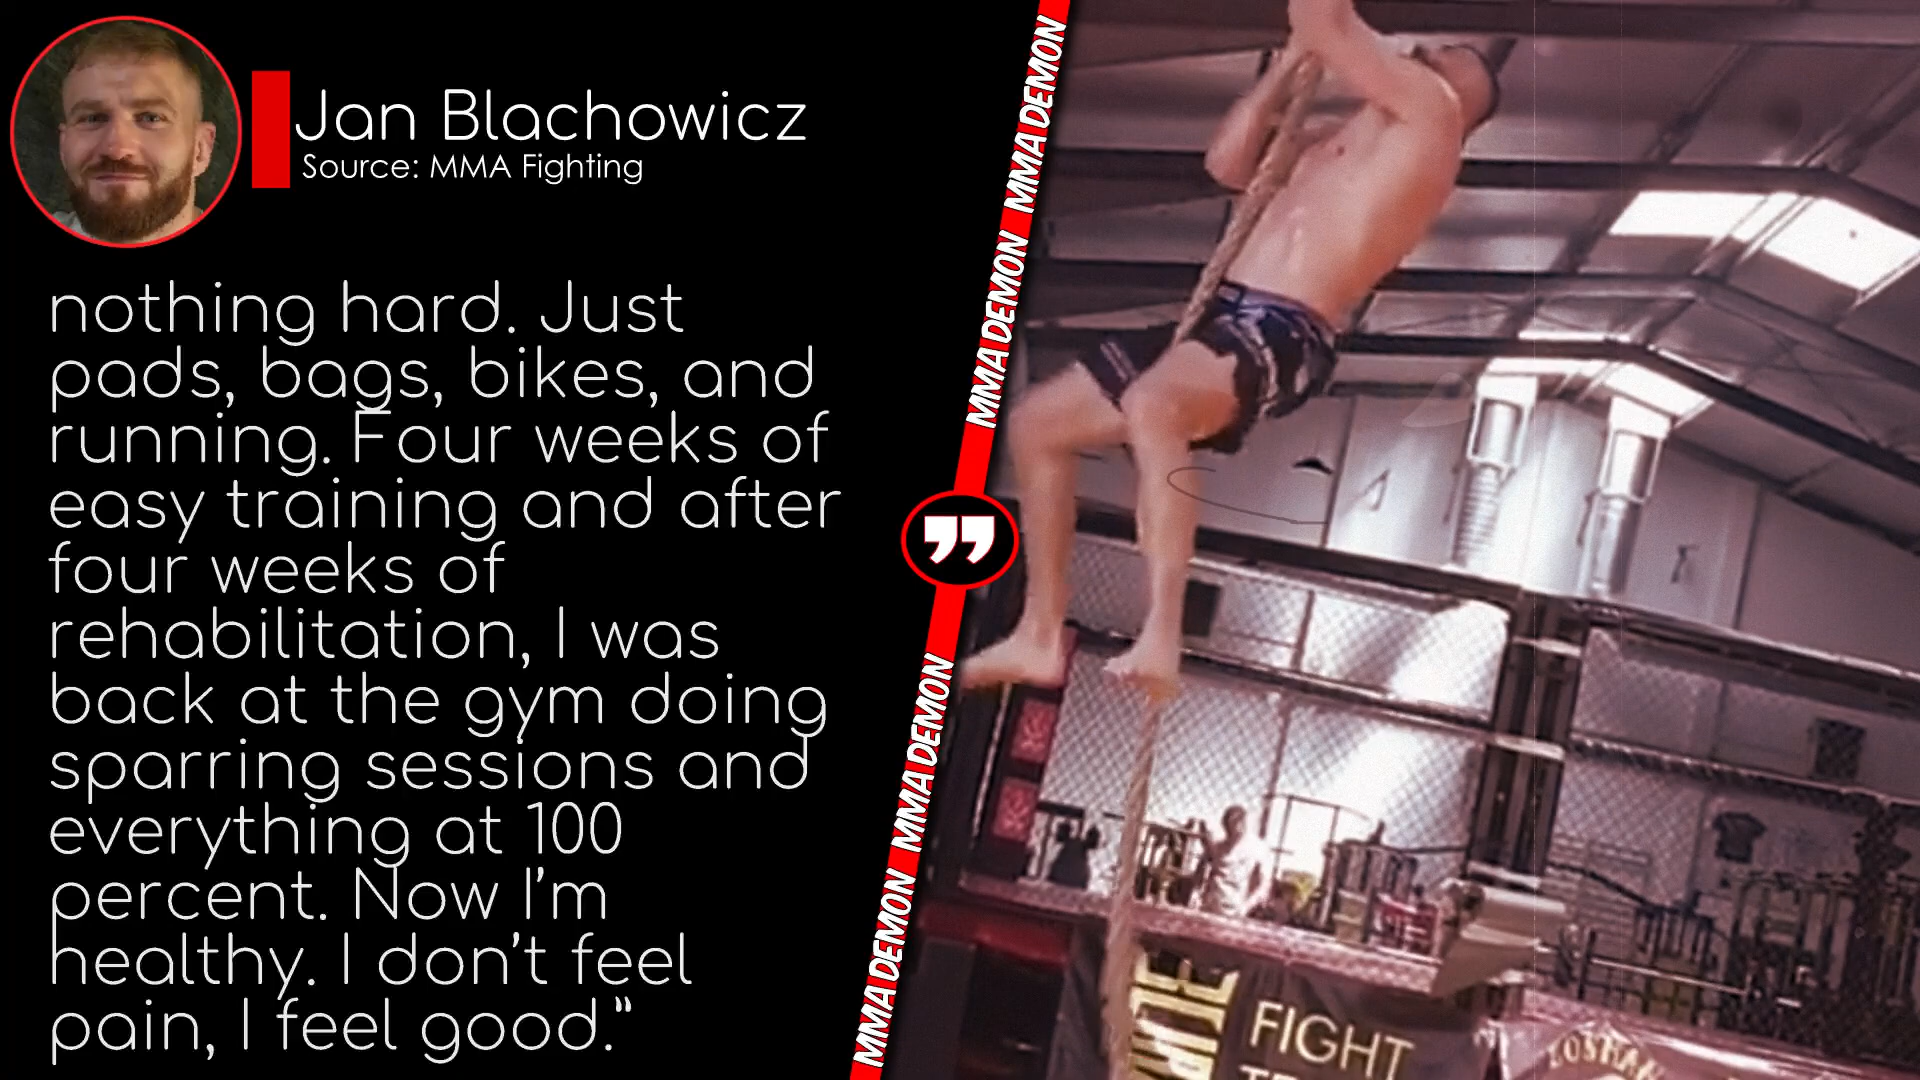 Jan Blachowicz
Source: MMA Fighting
nothing hard. Just
pads, bags, bikes, and
running. Four weeks of
easy training and after
four weeks of
rehabilitation, I was
back at the gym doing
sparring sessions and
everything at 100
percent. Now I'm
healthy. I don't feel
pain, I feel good.”
MMA DEMON
MMA DEMON
MMA DEMON
MMA DEMON
MMA DEMON
FIGHT